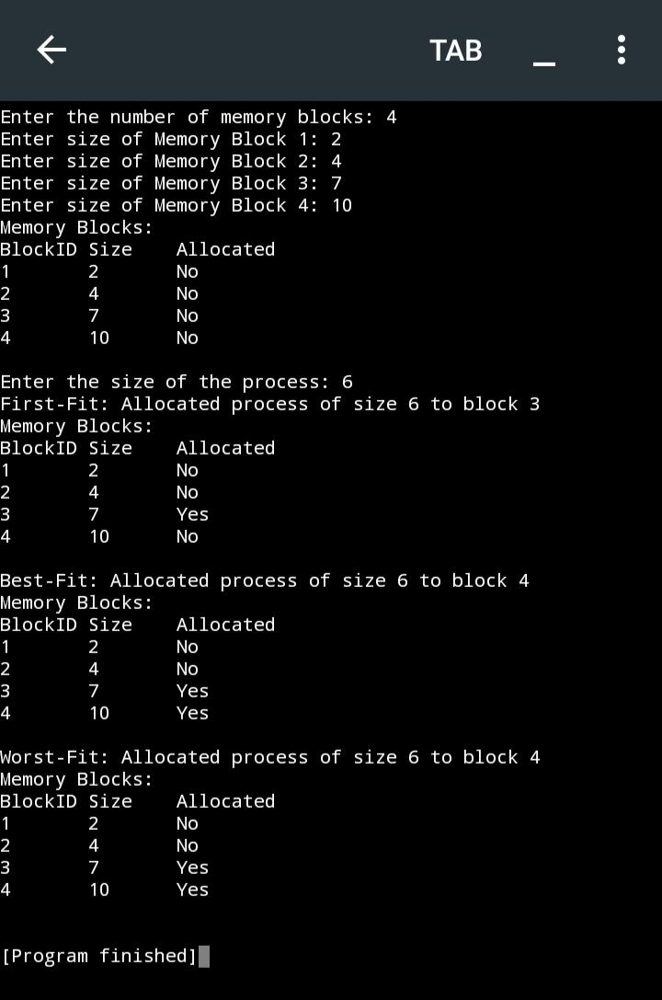 TAB _
Enter the number of memory blocks: 4
Enter size of Memory Block 1: 2
Enter size of Memory Block 2: 4
Enter size of Memory Block 3: 7
Enter size of Memory Block 4: 10
Memory Blocks:
BlockID Size    Allocated
1       2       No
2       4       No
3       7       No
4       10      No

Enter the size of the process: 6
First-Fit: Allocated process of size 6 to block 3
Memory Blocks:
BlockID Size    Allocated
1       2       No
2       4       No
3       7       Yes
4       10      No

Best-Fit: Allocated process of size 6 to block 4
Memory Blocks:
BlockID Size    Allocated
1       2       No
2       4       No
3       7       Yes
4       10      Yes

Worst-Fit: Allocated process of size 6 to block 4
Memory Blocks:
BlockID Size    Allocated
1       2       No
2       4       No
3       7       Yes
4       10      Yes

[Program finished]